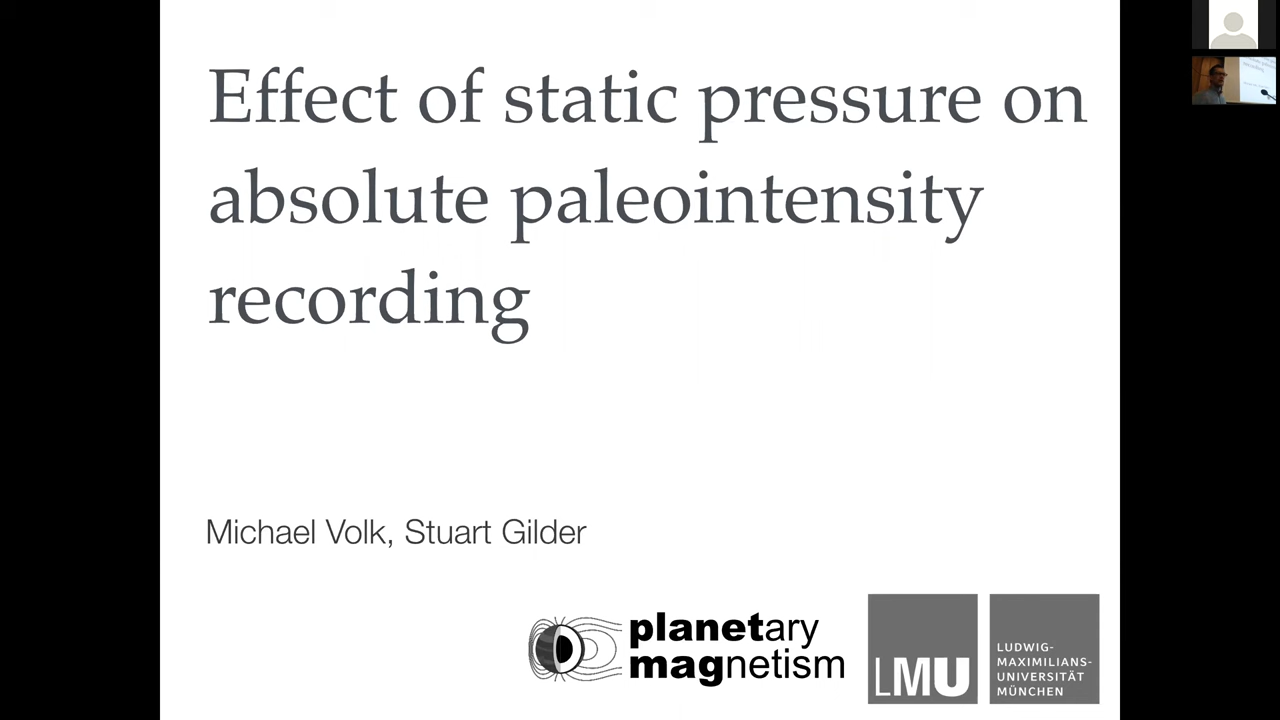 Effect of static pressure on
absolute paleointensity
recording
Michael Volk, Stuart Gilder
planetary
magnetism
LMU
LUDWIG-
MAXIMILIANS-
UNIVERSITÄT
MÜNCHEN